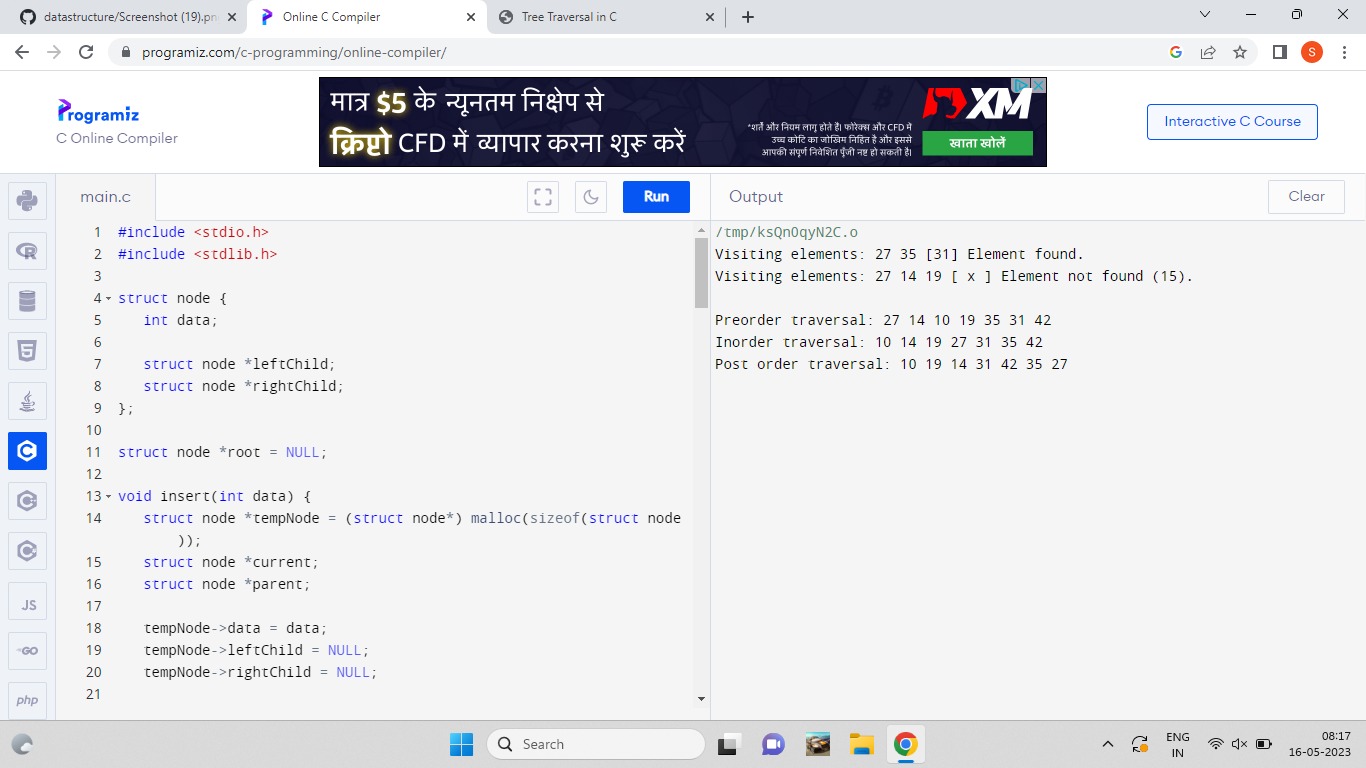 datastructure/Screenshot (19).pn
Online C Compiler
Tree Traversal in C
programiz.com/c-programming/online-compiler/
S
Programiz
C Online Compiler
मात्र $5 के न्यूनतम निक्षेप से
क्रिप्टो CFD में व्यापार करना शुरू करें
*शर्तें और नियम लागू होते हैं। फोरेक्स और CFD में
उच्च कोटि का जोखिम निहित है और इससे
आपकी संपूर्ण निवेशित पूँजी नष्ट हो सकती है।
XM
खाता खोलें
Interactive C Course
main.c
Run
Output
Clear
1 #include <stdio.h>
2 #include <stdlib.h>
3
4 struct node {
5 int data;
6
7 struct node *leftChild;
8 struct node *rightChild;
9 };
10
11 struct node *root = NULL;
12
13 void insert(int data) {
14 struct node *tempNode = (struct node*) malloc(sizeof(struct node
));
15 struct node *current;
16 struct node *parent;
17
18 tempNode->data = data;
19 tempNode->leftChild = NULL;
20 tempNode->rightChild = NULL;
21
/tmp/ksQnOqyN2C.o
Visiting elements: 27 35 [31] Element found.
Visiting elements: 27 14 19 [ x ] Element not found (15).
Preorder traversal: 27 14 10 19 35 31 42
Inorder traversal: 10 14 19 27 31 35 42
Post order traversal: 10 19 14 31 42 35 27
R
5
C
JS
GO
php
Search
ENG
IN
08:17
16-05-2023